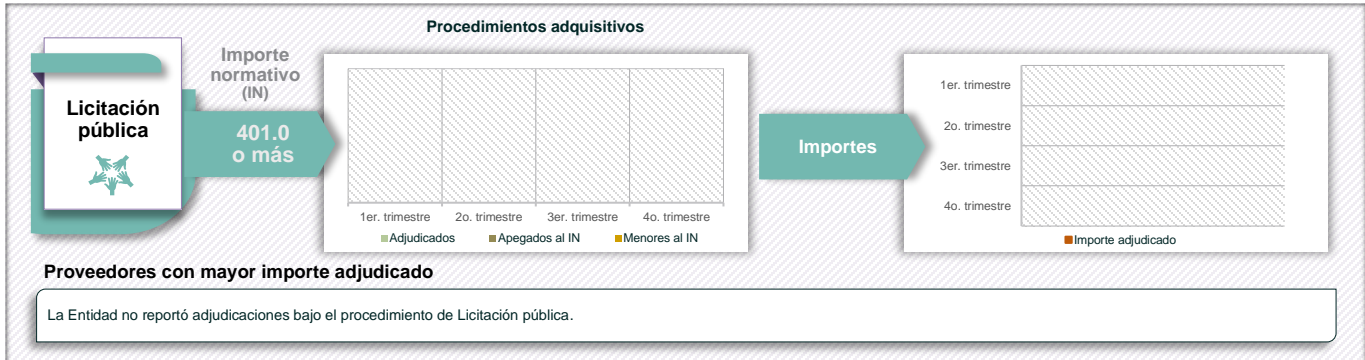 Procedimientos adquisitivos
Licitación
pública
Importe
normativo
(IN)
401.0
o más
1er. trimestre 2o. trimestre 3er. trimestre 4o. trimestre
Adjudicados Apegados al IN Menores al IN
Importes
1er. trimestre
2o. trimestre
3er. trimestre
4o. trimestre
Importe adjudicado
Proveedores con mayor importe adjudicado
La Entidad no reportó adjudicaciones bajo el procedimiento de Licitación pública.